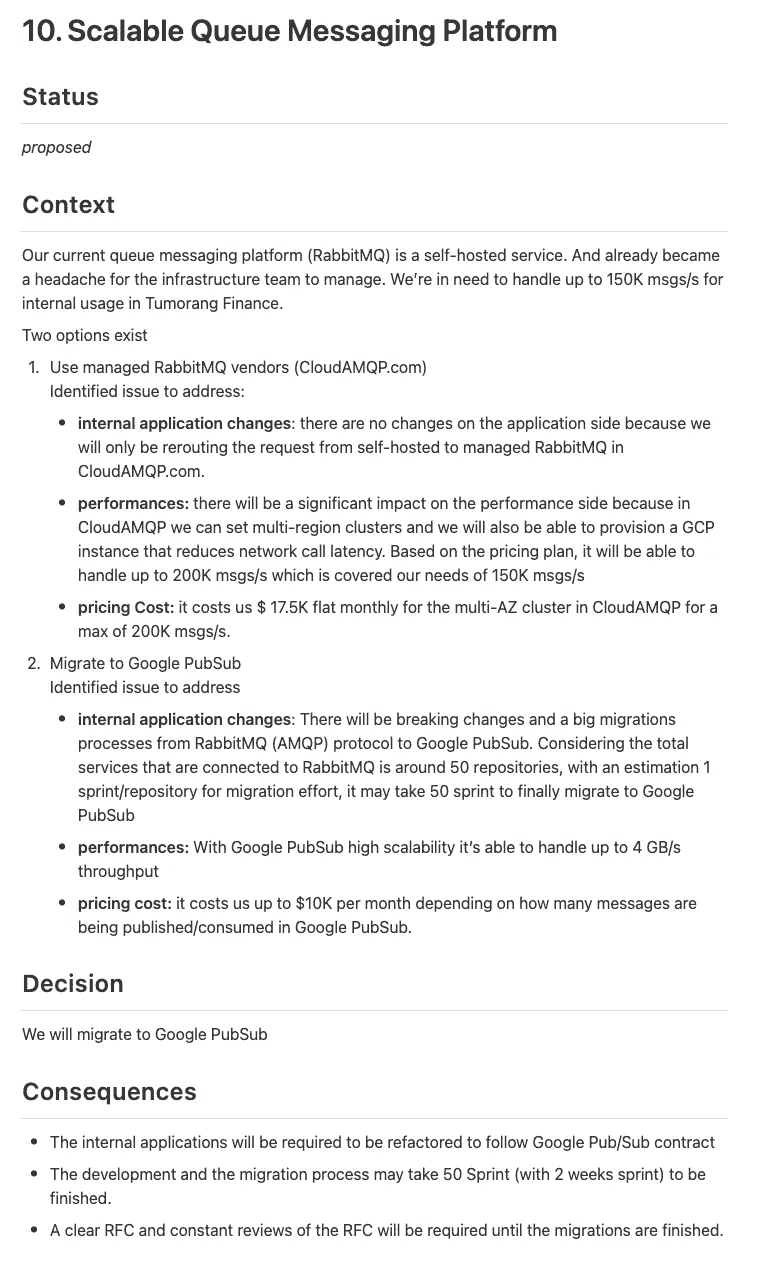 10. Scalable Queue Messaging Platform
Status
proposed
Context
Our current queue messaging platform (RabbitMQ) is a self-hosted service. And already became
a headache for the infrastructure team to manage. We’re in need to handle up to 150K msgs/s for
internal usage in Tumorang Finance.
Two options exist
1. Use managed RabbitMQ vendors (CloudAMQP.com)
Identified issue to address:
• internal application changes: there are no changes on the application side because we
will only be rerouting the request from self-hosted to managed RabbitMQ in
CloudAMQP.com.
• performances: there will be a significant impact on the performance side because in
CloudAMQP we can set multi-region clusters and we will also be able to provision a GCP
instance that reduces network call latency. Based on the pricing plan, it will be able to
handle up to 200K msgs/s which is covered our needs of 150K msgs/s
• pricing Cost: it costs us $ 17.5K flat monthly for the multi-AZ cluster in CloudAMQP for a
max of 200K msgs/s.
2. Migrate to Google PubSub
Identified issue to address
• internal application changes: There will be breaking changes and a big migrations
processes from RabbitMQ (AMQP) protocol to Google PubSub. Considering the total
services that are connected to RabbitMQ is around 50 repositories, with an estimation 1
sprint/repository for migration effort, it may take 50 sprint to finally migrate to Google
PubSub
• performances: With Google PubSub high scalability it’s able to handle up to 4 GB/s
throughput
• pricing cost: it costs us up to $10K per month depending on how many messages are
being published/consumed in Google PubSub.
Decision
We will migrate to Google PubSub
Consequences
• The internal applications will be required to be refactored to follow Google Pub/Sub contract
• The development and the migration process may take 50 Sprint (with 2 weeks sprint) to be
finished.
• A clear RFC and constant reviews of the RFC will be required until the migrations are finished.